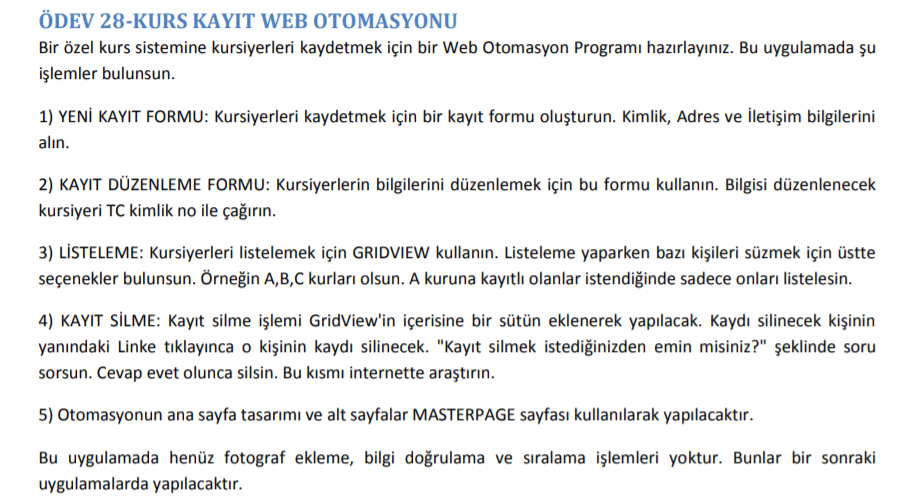 ÖDEV 28-KURS KAYIT WEB OTOMASYONU
Bir özel kurs sistemine kursiyerleri kaydetmek için bir Web Otomasyon Programı hazırlayınız. Bu uygulamada şu
işlemler bulunsun.
1) YENİ KAYIT FORMU: Kursiyerleri kaydetmek için bir kayıt formu oluşturun. Kimlik, Adres ve İletişim bilgilerini
alın.
2) KAYIT DÜZENLEME FORMU: Kursiyerlerin bilgilerini düzenlemek için bu formu kullanın. Bilgisi düzenlenecek
kursiyeri TC kimlik no ile çağırın.
3) LİSTELEME: Kursiyerleri listelemek için GRIDVIEW kullanın. Listeleme yaparken bazı kişileri süzmek için üstte
seçenekler bulunsun. Örneğin A,B,C kurları olsun. A kuruna kayıtlı olanlar istendiğinde sadece onları listelesin.
4) KAYIT SİLME: Kayıt silme işlemi GridView'in içerisine bir sütün eklenerek yapılacak. Kaydı silinecek kişinin
yanındaki Linke tıklayınca o kişinin kaydı silinecek. "Kayıt silmek istediğinizden emin misiniz?" şeklinde soru
sorsun. Cevap evet olunca silsin. Bu kısmı internette araştırın.
5) Otomasyonun ana sayfa tasarımı ve alt sayfalar MASTERPAGE sayfası kullanılarak yapılacaktır.
Bu uygulamada henüz fotograf ekleme, bilgi doğrulama ve sıralama işlemleri yoktur. Bunlar bir sonraki
uygulamalarda yapılacaktır.